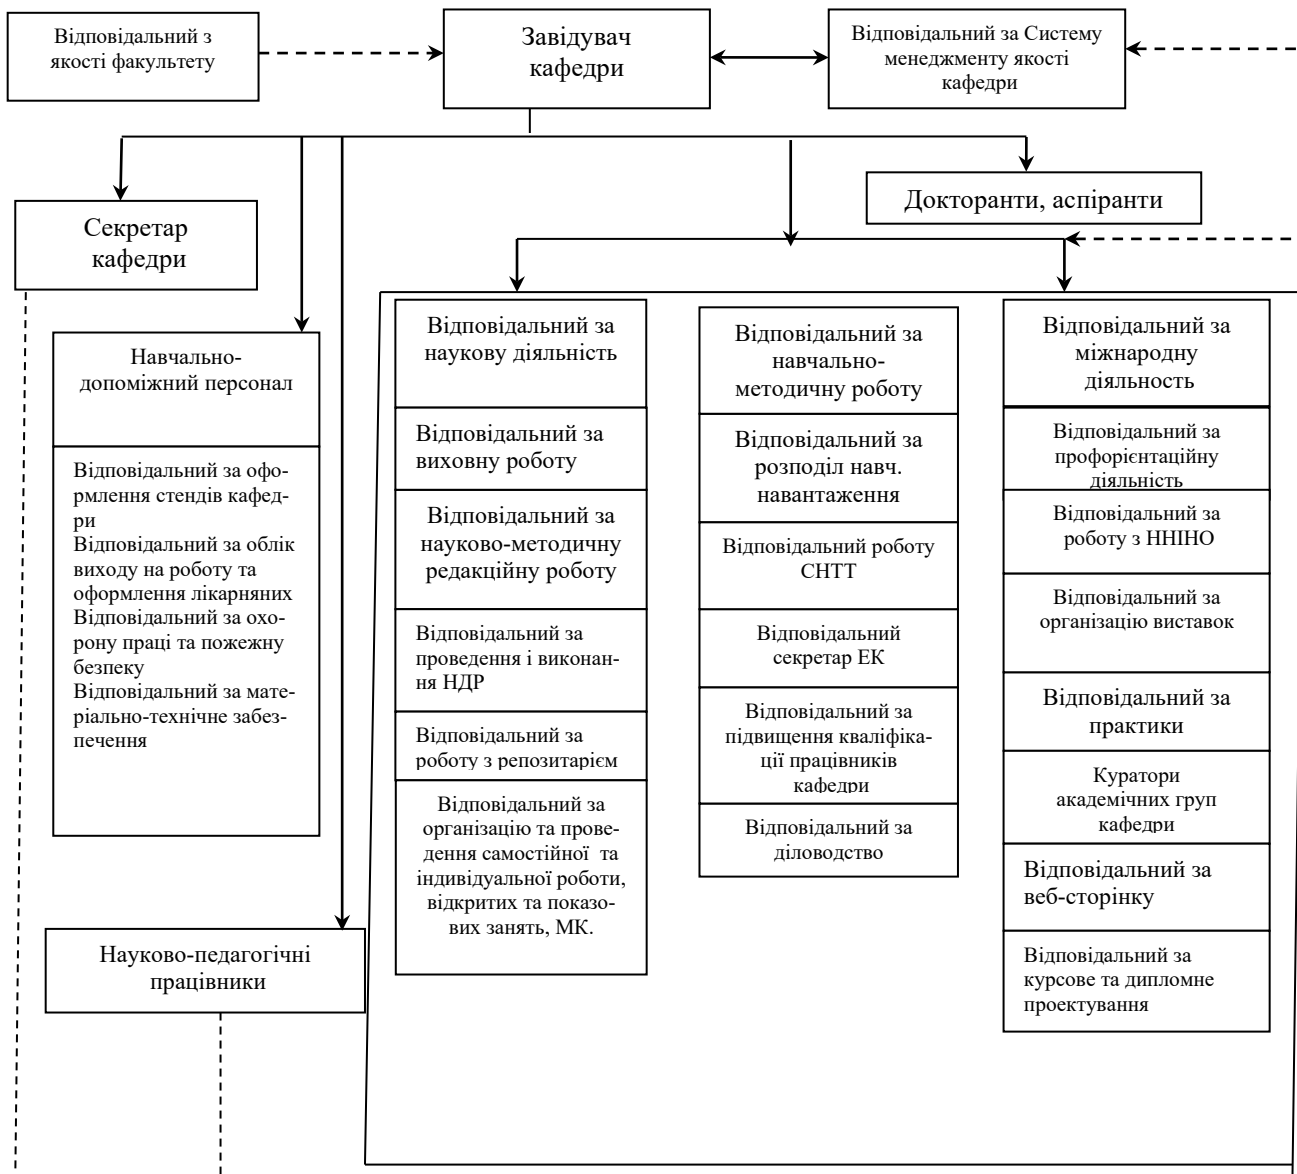 Відповідальний з
якості факультету
Завідувач
кафедри
Відповідальний за Систему
менеджменту якості
кафедри
Докторанти, аспіранти
Секретар
кафедри
Навчально-
допоміжний персонал
Відповідальний за офо-
рмлення стендів кафед-
ри
Відповідальний за облік
виходу на роботу та
оформлення лікарняних
Відповідальний за охо-
рону праці та пожежну
безпеку
Відповідальний за мате-
ріально-технічне забез-
печення
Науково-педагогічні
працівники
Відповідальний за
наукову діяльність
Відповідальний за
виховну роботу
Відповідальний за
науково-методичну
редакційну роботу
Відповідальний за
проведення і виконан-
ня НДР
Відповідальний за
роботу з репозитарієм
Відповідальний за
організацію та прове-
дення самостійної та
індивідуальної роботи,
відкритих та показо-
вих занять, МК.
Відповідальний за
навчально-
методичну роботу
Відповідальний за
розподіл навч.
навантаження
Відповідальний роботу
СНТТ
Відповідальний
секретар ЕК
Відповідальний за
підвищення кваліфіка-
ції працівників
кафедри
Відповідальний за
діловодство
Відповідальний за
міжнародну
діяльность
Відповідальний за
профорієнтаційну
діяльність
Відповідальний за
роботу з ННІНО
Відповідальний за
організацію виставок
Відповідальний за
практики
Куратори
академічних груп
кафедри
Відповідальний за
веб-сторінку
Відповідальний за
курсове та дипломне
проектування